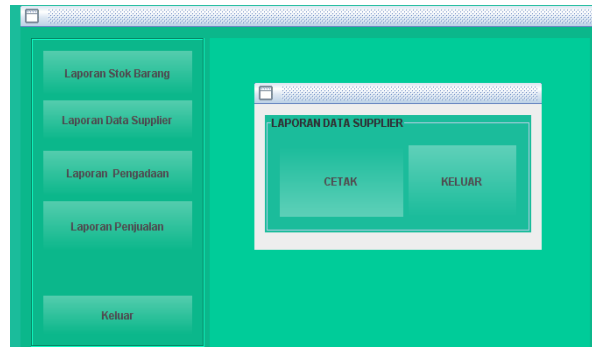 Laporan Stok Barang
Laporan Data Supplier
Laporan Pengadaan
Laporan Penjualan
Keluar
LAPORAN DATA SUPPLIER
CETAK
KELUAR